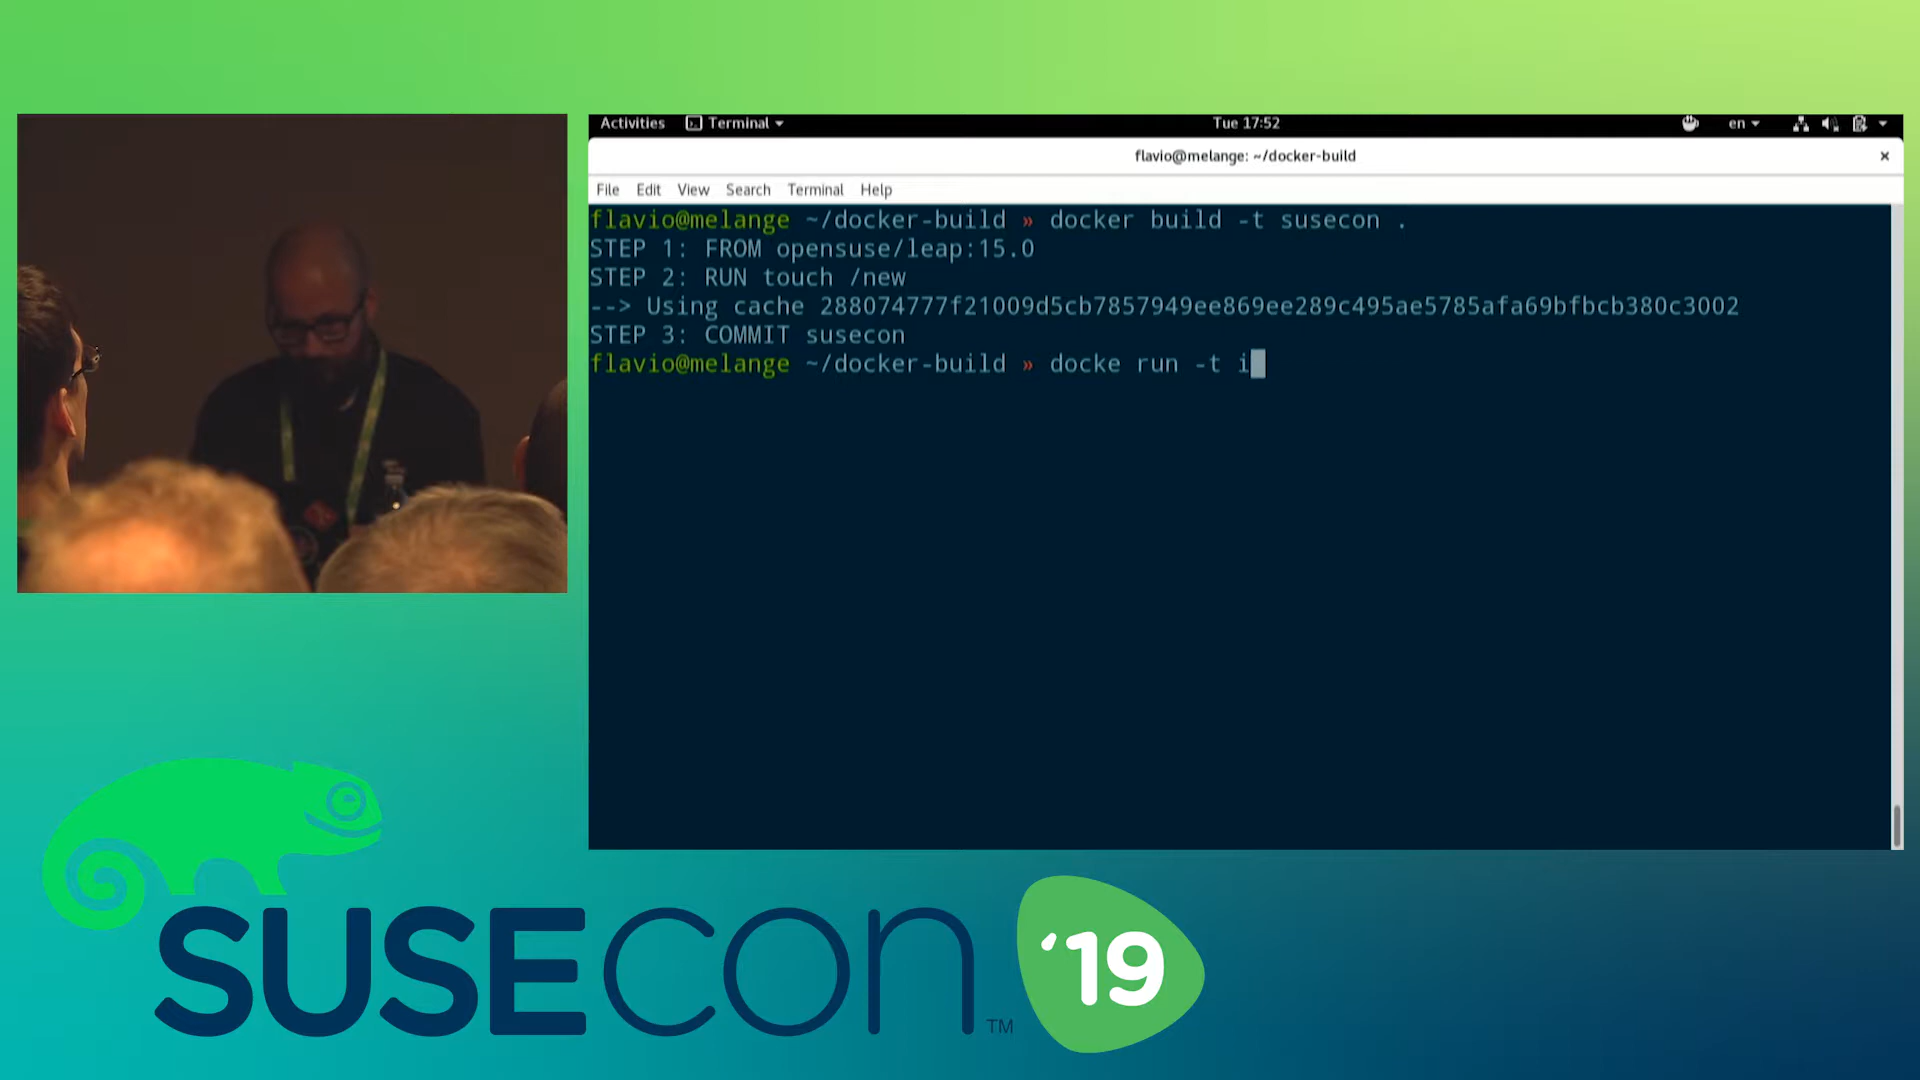 Activities Terminal Tue 17:52 en
flavio@melange: ~/docker-build ×
File Edit View Search Terminal Help
flavio@melange ~/docker-build » docker build -t susecon .
STEP 1: FROM opensuse/leap:15.0
STEP 2: RUN touch /new
--> Using cache 288074777f21009d5cb7857949ee869ee289c495ae5785afa69bfbcb380c3002
STEP 3: COMMIT susecon
flavio@melange ~/docker-build » docke run -t i
SUSECON ™ '19